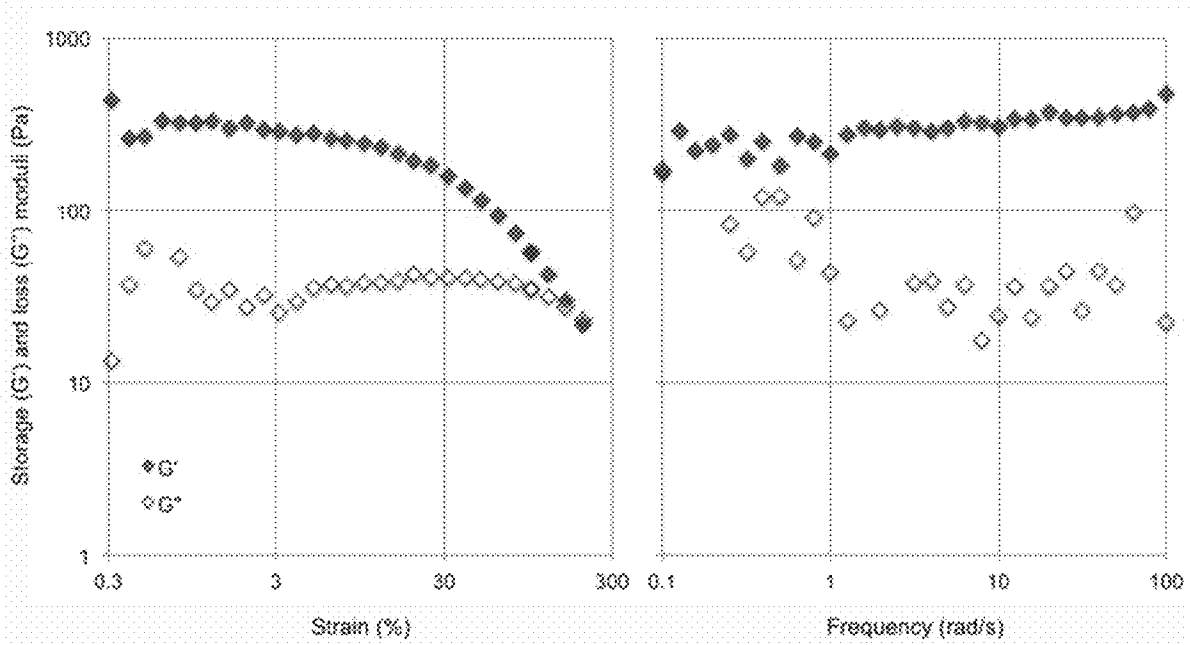 Storage (G') and loss (G") moduli (Pa)
1000
100
10
1
G'
G"
0.3
3
30
300
0.1
1
10
100
Strain (%)
Frequency (rad/s)